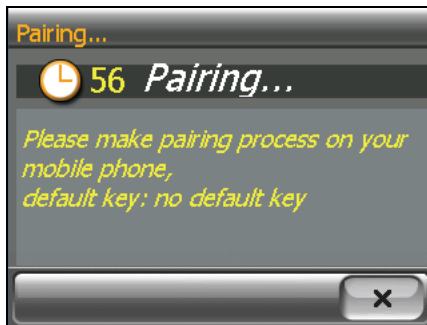 Pairing...
56 Pairing...
Please make pairing process on your
mobile phone,
default key: no default key